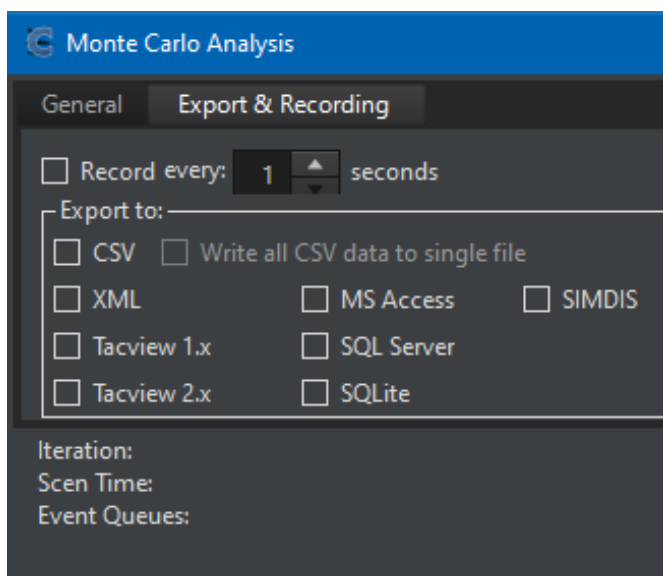 Monte Carlo Analysis
General Export & Recording
Record every: 1 seconds
Export to:
CSV Write all CSV data to single file
XML MS Access SIMDIS
Tacview 1.x SQL Server
Tacview 2.x SQLite
Iteration:
Scen Time:
Event Queues: